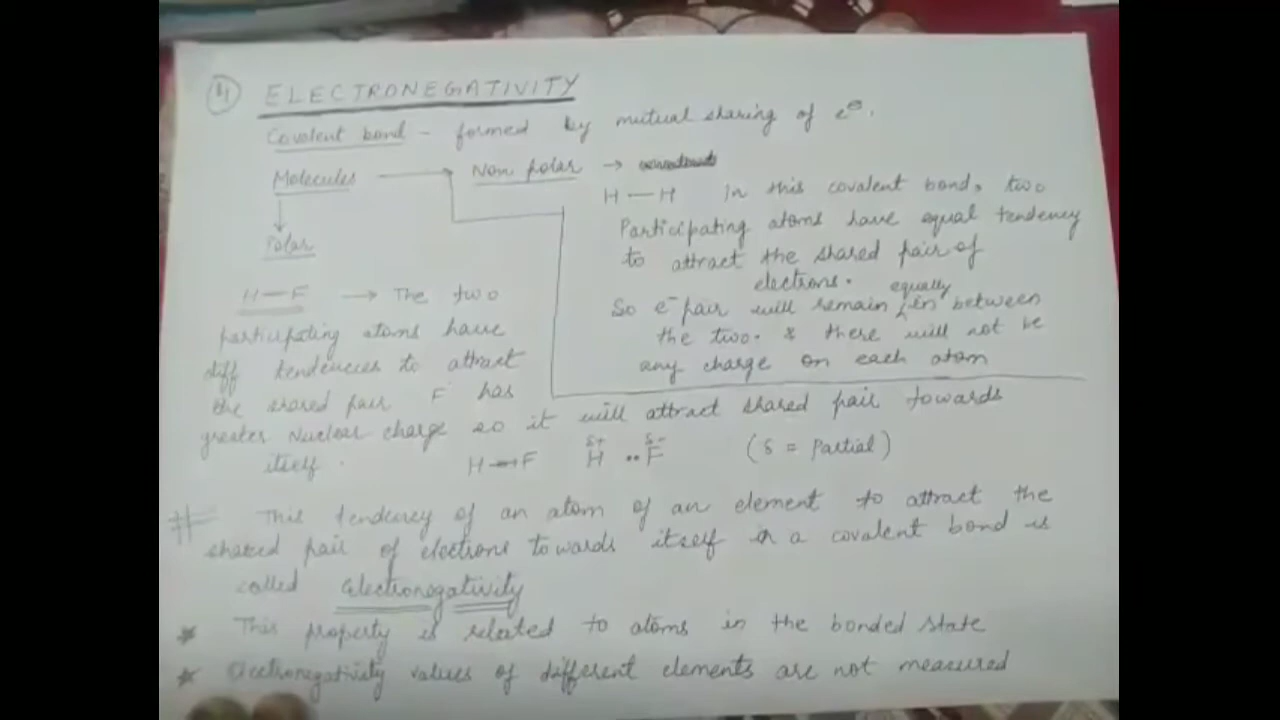 4) ELECTRONEGATIVITY
Covalent bond - formed by mutual sharing of e⊖.
Molecules → Non polar →
H — H In this covalent bond, two
Participating atoms have equal tendency
to attract the shared pair of
electrons.
So e⁻ pair will remain equally in between
the two. & there will not be
any charge on each atom
Polar
H — F → The two
participating atoms have
diff tendencies to attract
the shared pair F has
greater Nuclear charge so it will attract shared pair towards
itself.
H — F δ+ H •• δ- F (δ = Partial)
# This tendency of an atom of an element to attract the
shared pair of electrons towards itself in a covalent bond is
called electronegativity
* This property is related to atoms in the bonded state
* Electronegativity values of different elements are not measured